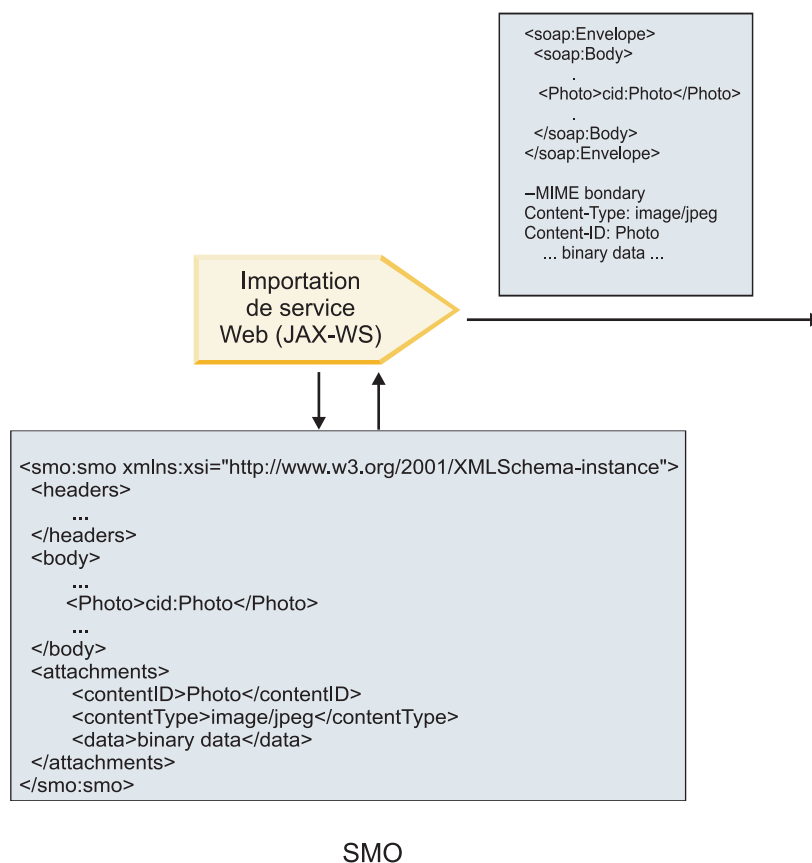 <soap:Envelope>
<soap:Body>
.
<Photo>cid:Photo</Photo>
.
</soap:Body>
</soap:Envelope>
–MIME bondary
Content-Type: image/jpeg
Content-ID: Photo
... binary data ...
Importation
de service
Web (JAX-WS)
<smo:smo xmlns:xsi="http://www.w3.org/2001/XMLSchema-instance">
<headers>
...
</headers>
<body>
...
<Photo>cid:Photo</Photo>
...
</body>
<attachments>
<contentID>Photo</contentID>
<contentType>image/jpeg</contentType>
<data>binary data</data>
</attachments>
</smo:smo>
SMO